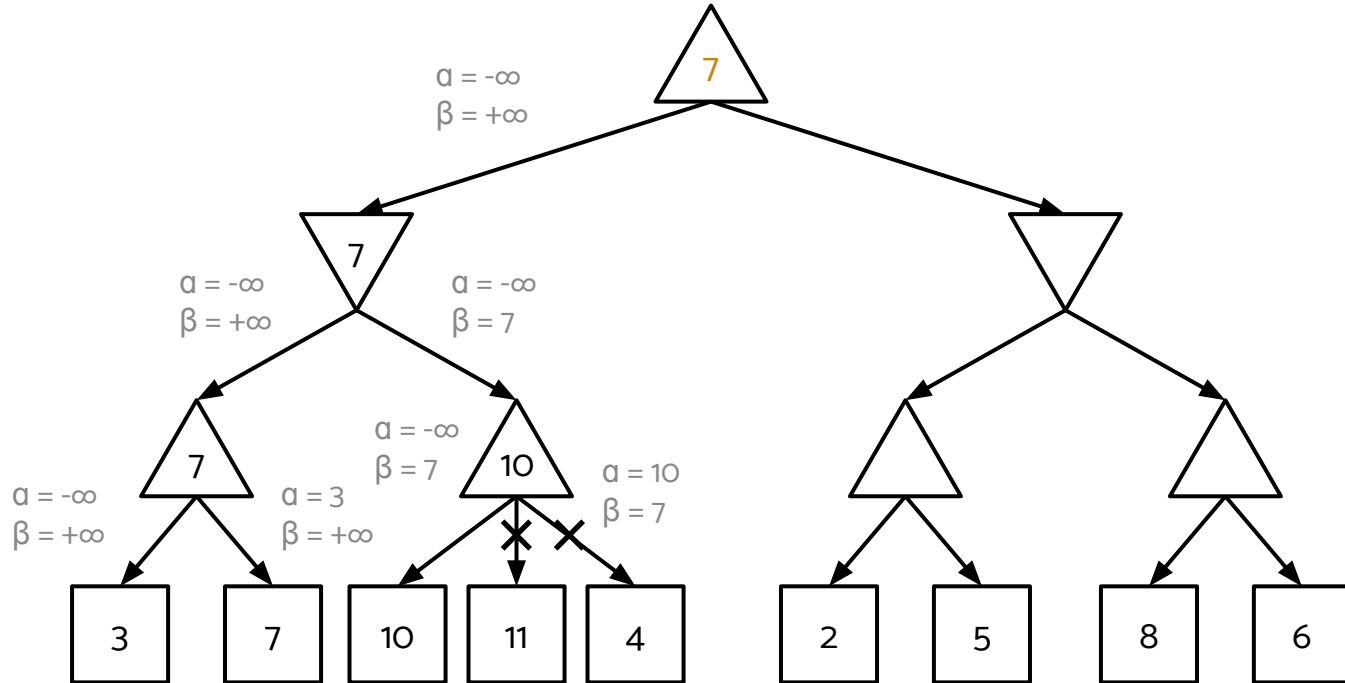 7
α = -∞
β = +∞
7
α = -∞
β = +∞
α = -∞
β = 7
7
α = -∞
β = +∞
α = 3
β = +∞
10
α = -∞
β = 7
α = 10
β = 7
3
7
10
11
4
2
5
8
6